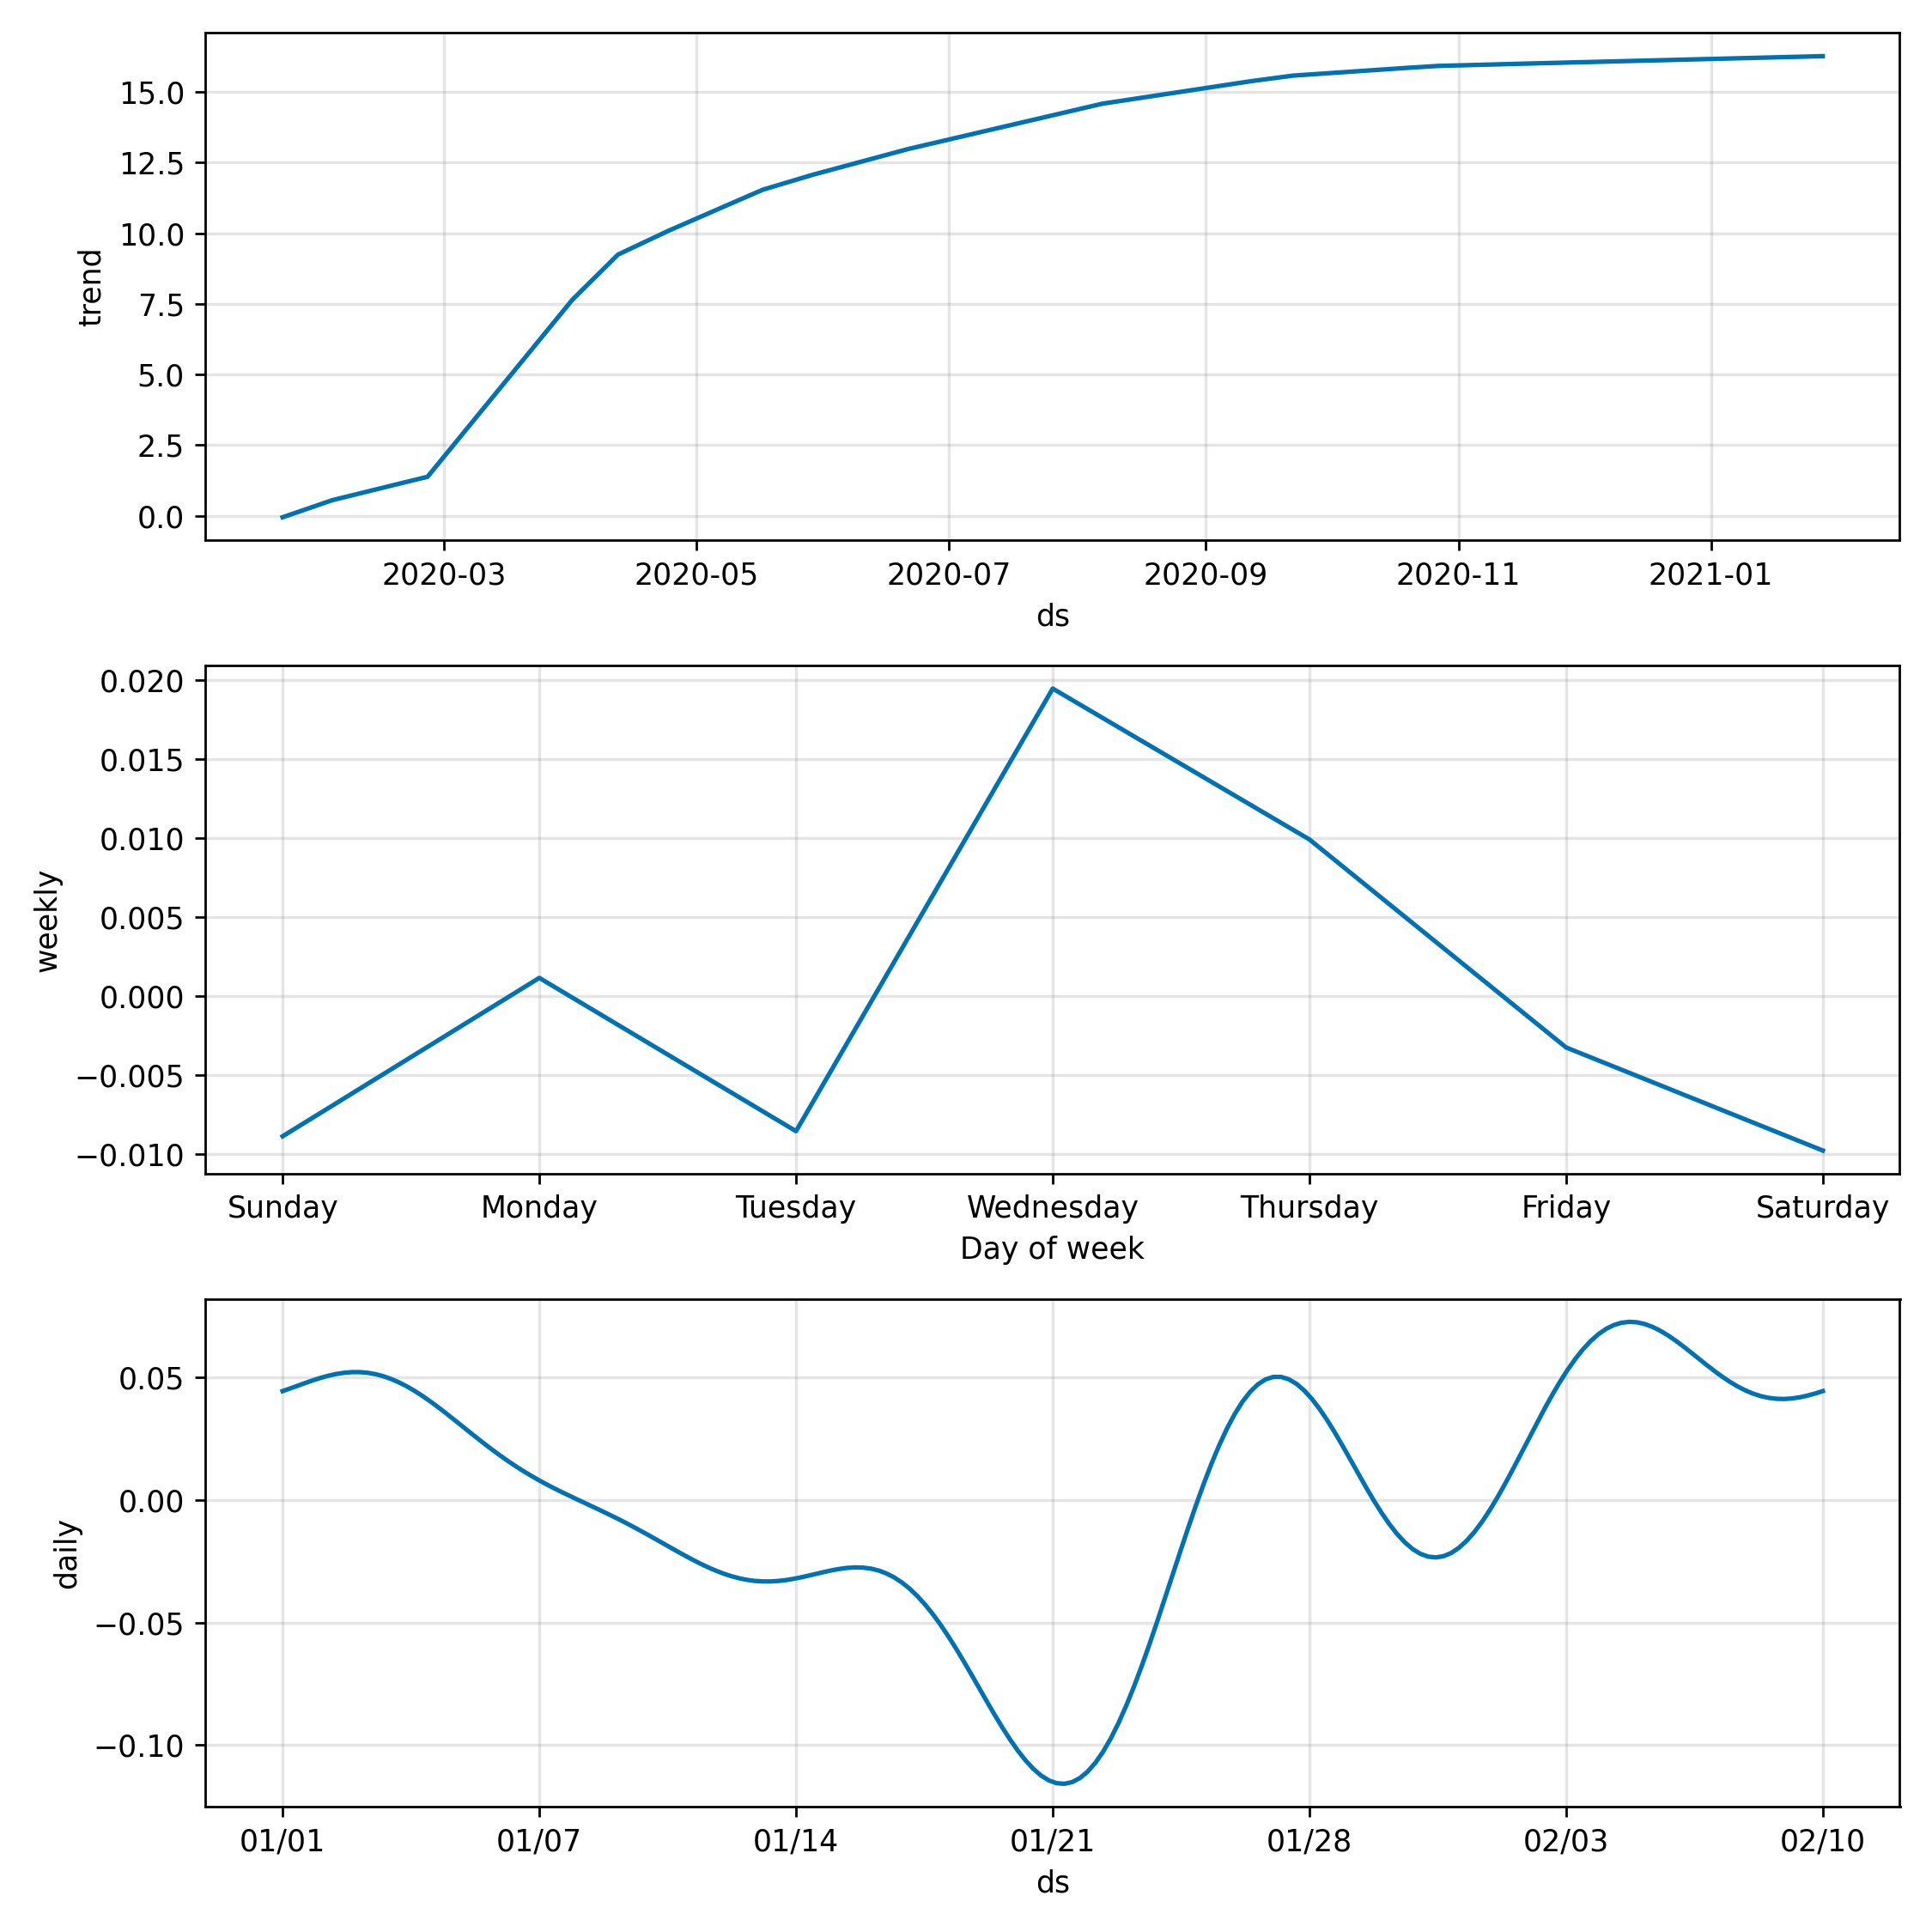 trend
15.0
12.5
10.0
7.5
5.0
2.5
0.0
2020-03 2020-05 2020-07 2020-09 2020-11 2021-01
ds
weekly
0.020
0.015
0.010
0.005
0.000
−0.005
−0.010
Sunday Monday Tuesday Wednesday Thursday Friday Saturday
Day of week
daily
0.05
0.00
−0.05
−0.10
01/01 01/07 01/14 01/21 01/28 02/03 02/10
ds